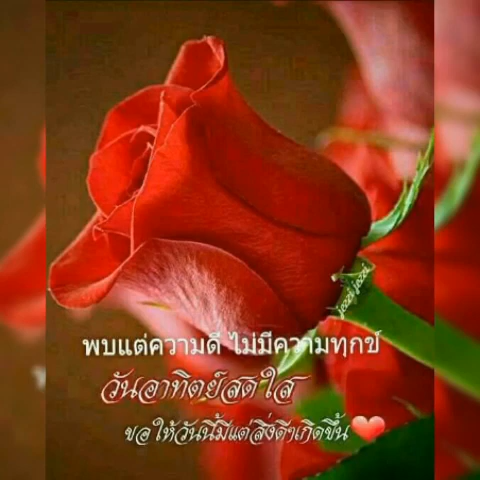 พบแต่ความดี ไม่มีความทุกข์
วันอาทิตย์สดใส
ขอให้วันนี้มีแต่สิ่งดีๆเกิดขึ้น